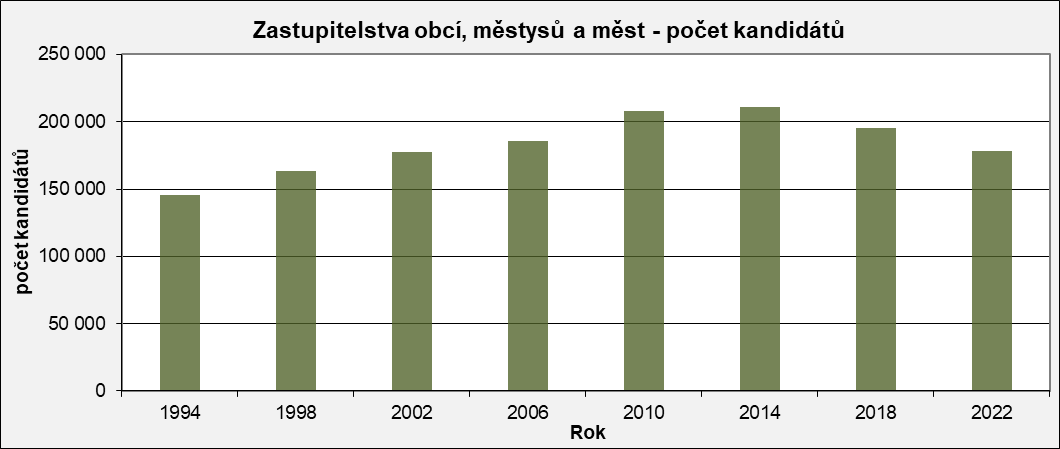 Zastupitelstva obcí, městysů a měst - počet kandidátů
250 000
200 000
150 000
100 000
50 000
0
počet kandidátů
1994 1998 2002 2006 2010 2014 2018 2022
Rok